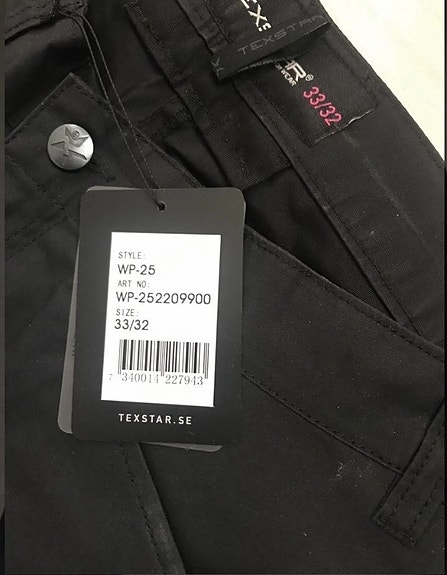 TEXSTAR
®
33/32
STYLE:
WP-25
ART NO:
WP-252209900
SIZE:
33/32
7 340014 227943
TEXSTAR.SE